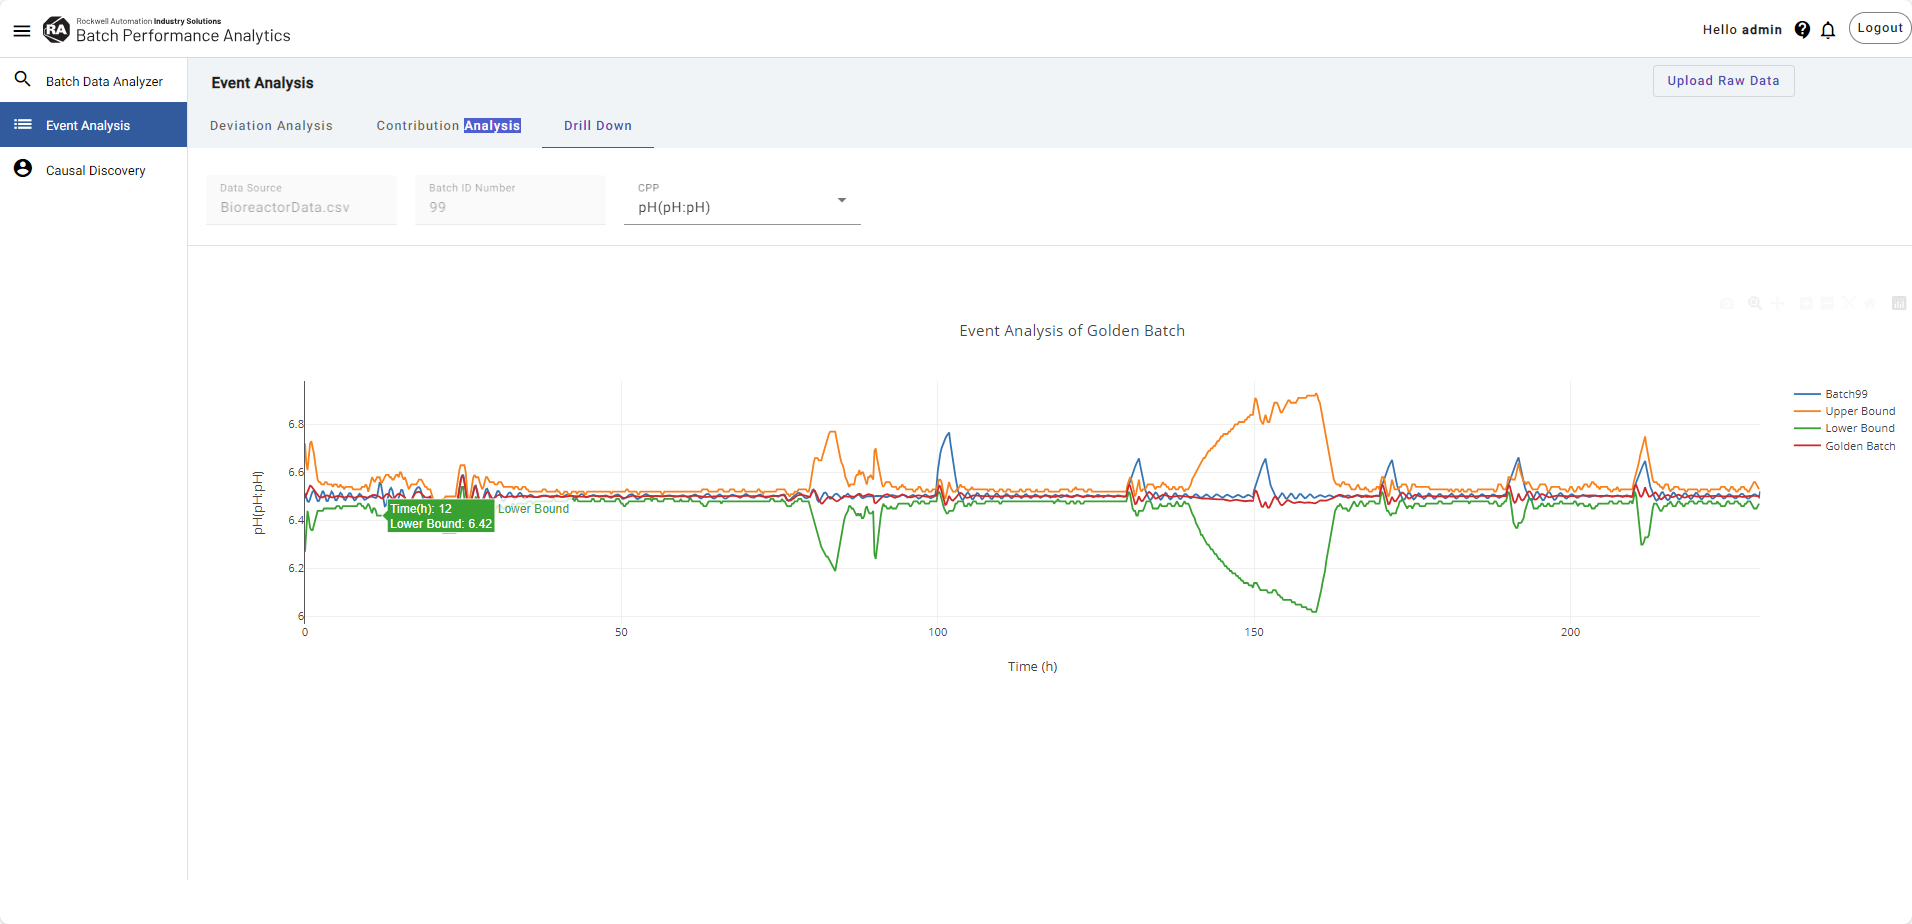 Rockwell Automation Industry Solutions
RA
Batch Performance Analytics
Hello admin
Logout
Batch Data Analyzer
Event Analysis
Causal Discovery
Event Analysis
Upload Raw Data
Deviation Analysis
Contribution Analysis
Drill Down
Data Source
BioreactorData.csv
Batch ID Number
99
CPP
pH(pH:pH)
Event Analysis of Golden Batch
Batch99
Upper Bound
Lower Bound
Golden Batch
pH(pH:pH)
6.8
6.6
6.4
6.2
6
Time(h): 12
Lower Bound: 6.42
Lower Bound
0
50
100
150
200
Time (h)